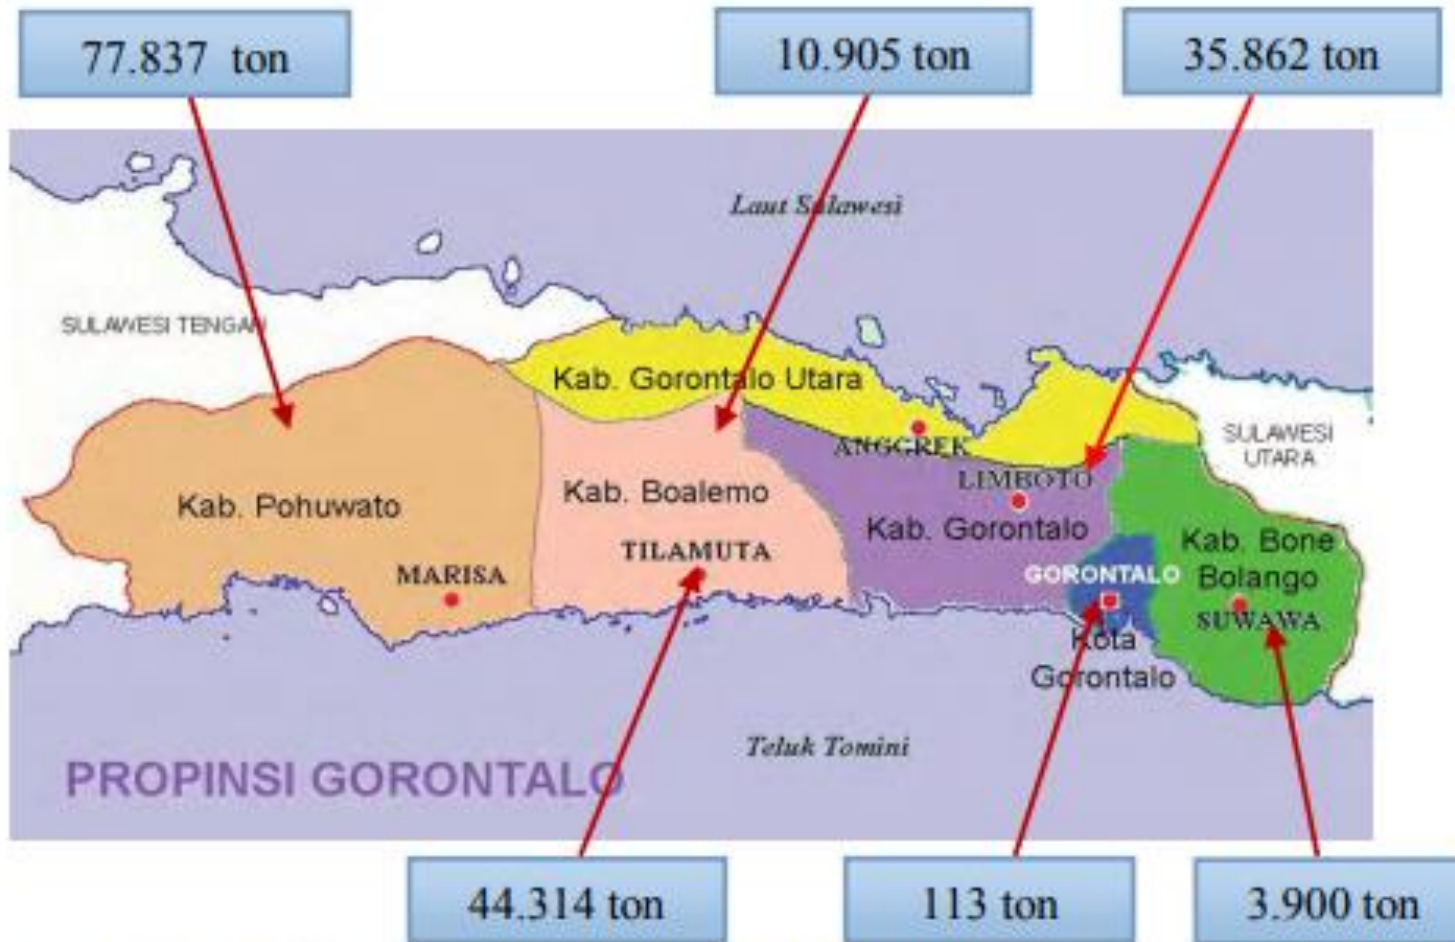 77.837 ton
10.905 ton
35.862 ton
Laut Sulawesi
SULAWESI TENGAH
Kab. Gorontalo Utara
ANGGREK
SULAWESI
UTARA
LIMBOTO
Kab. Pohuwato
Kab. Boalemo
Kab. Gorontalo
TILAMUTA
Kab. Bone
Bolango
MARISA
GORONTALO
SUWAWA
Kota
Gorontalo
Teluk Tomini
PROPINSI GORONTALO
44.314 ton
113 ton
3.900 ton